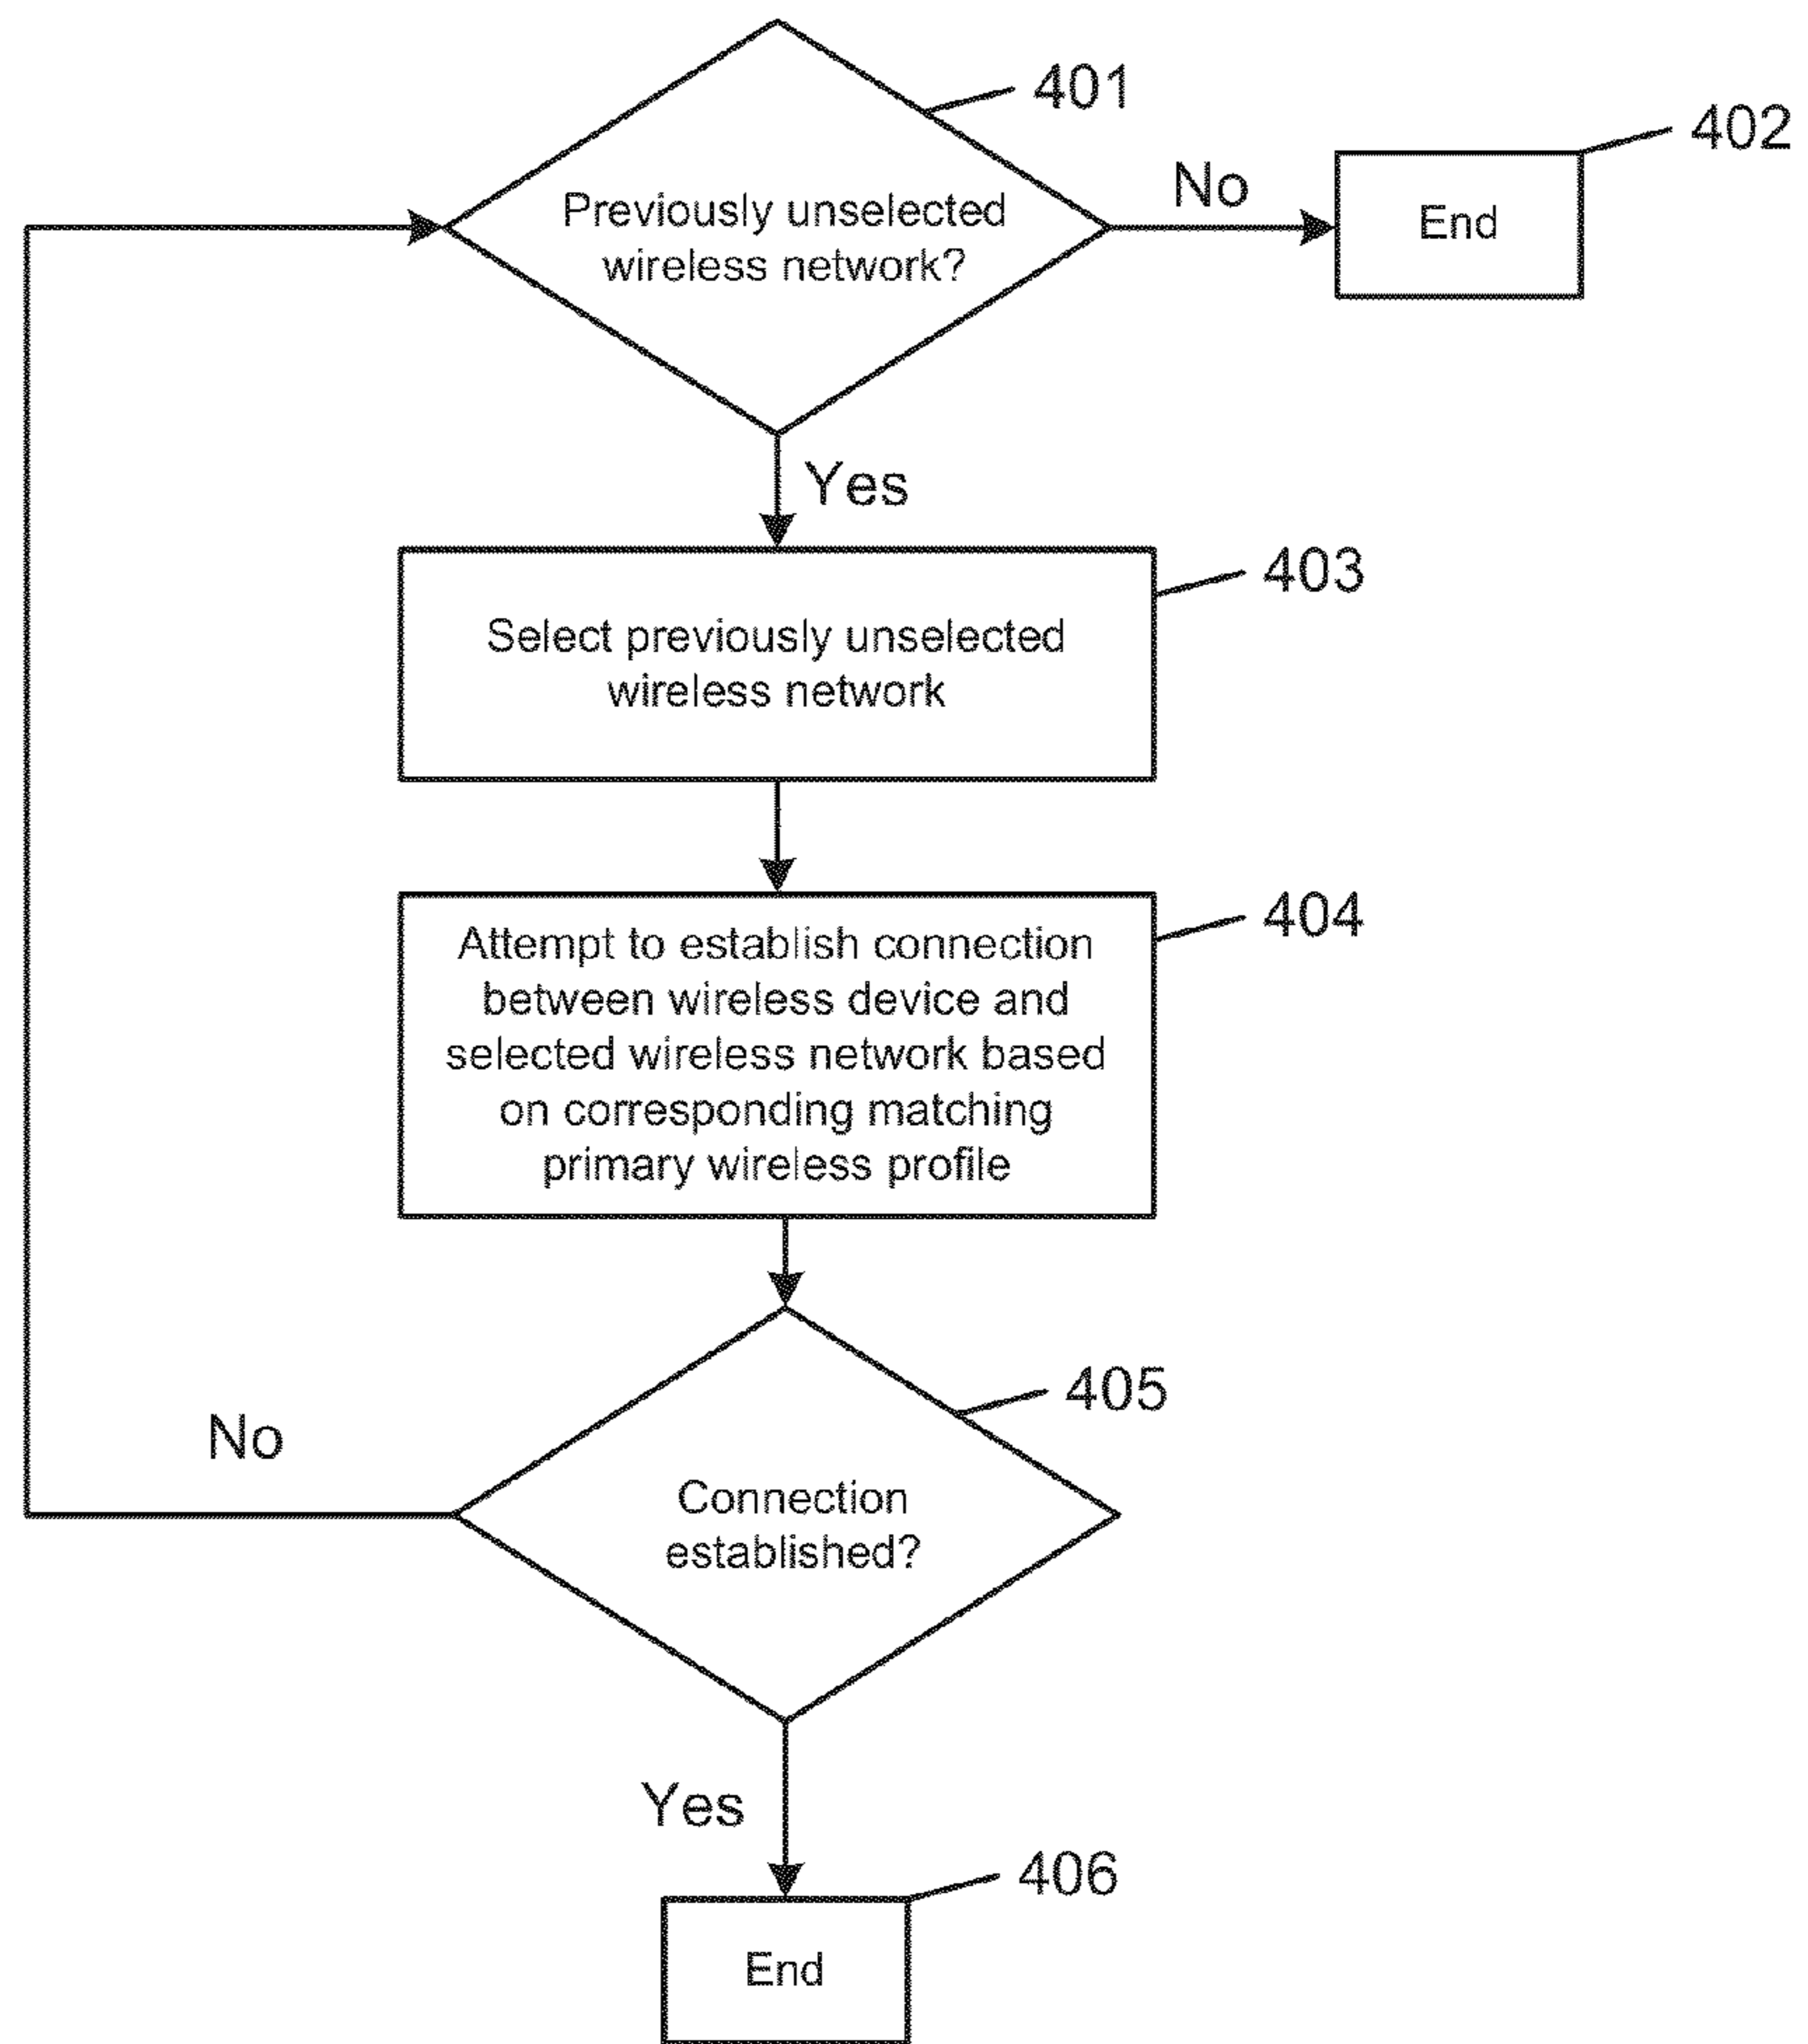 401
402
Previously unselected
wireless network?
No
End
Yes
403
Select previously unselected
wireless network
404
Attempt to establish connection
between wireless device and
selected wireless network based
on corresponding matching
primary wireless profile
405
No
Connection
established?
Yes
406
End